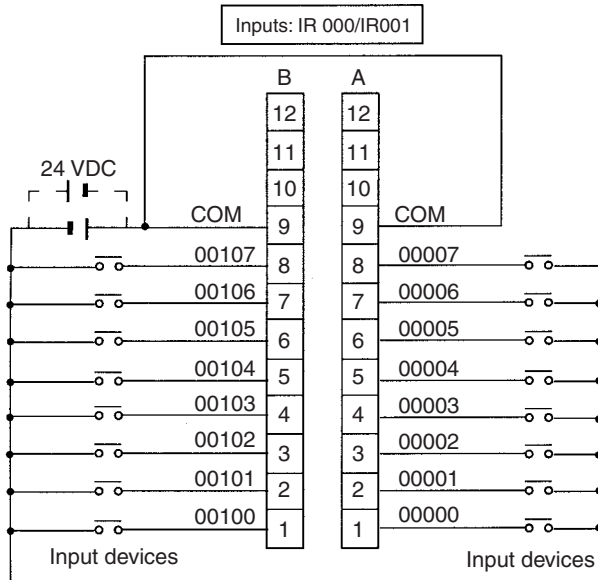 Inputs: IR 000/IR001
B A
12 12
11 11
24 VDC 10 10
COM 9 9 COM
00107 8 8 00007
00106 7 7 00006
00105 6 6 00005
00104 5 5 00004
00103 4 4 00003
00102 3 3 00002
00101 2 2 00001
00100 1 1 00000
Input devices Input devices